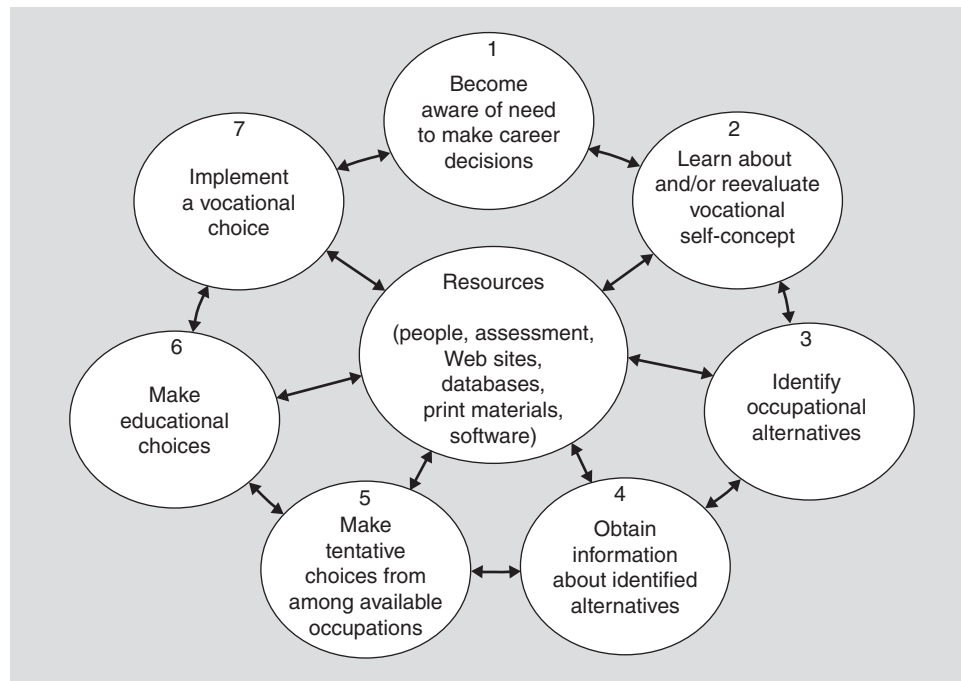 1
Become
aware of need
to make career
decisions
2
Learn about
and/or reevaluate
vocational
self-concept
3
Identify
occupational
alternatives
4
Obtain
information
about identified
alternatives
5
Make
tentative
choices from
among available
occupations
6
Make
educational
choices
7
Implement
a vocational
choice
Resources
(people, assessment,
Web sites,
databases,
print materials,
software)